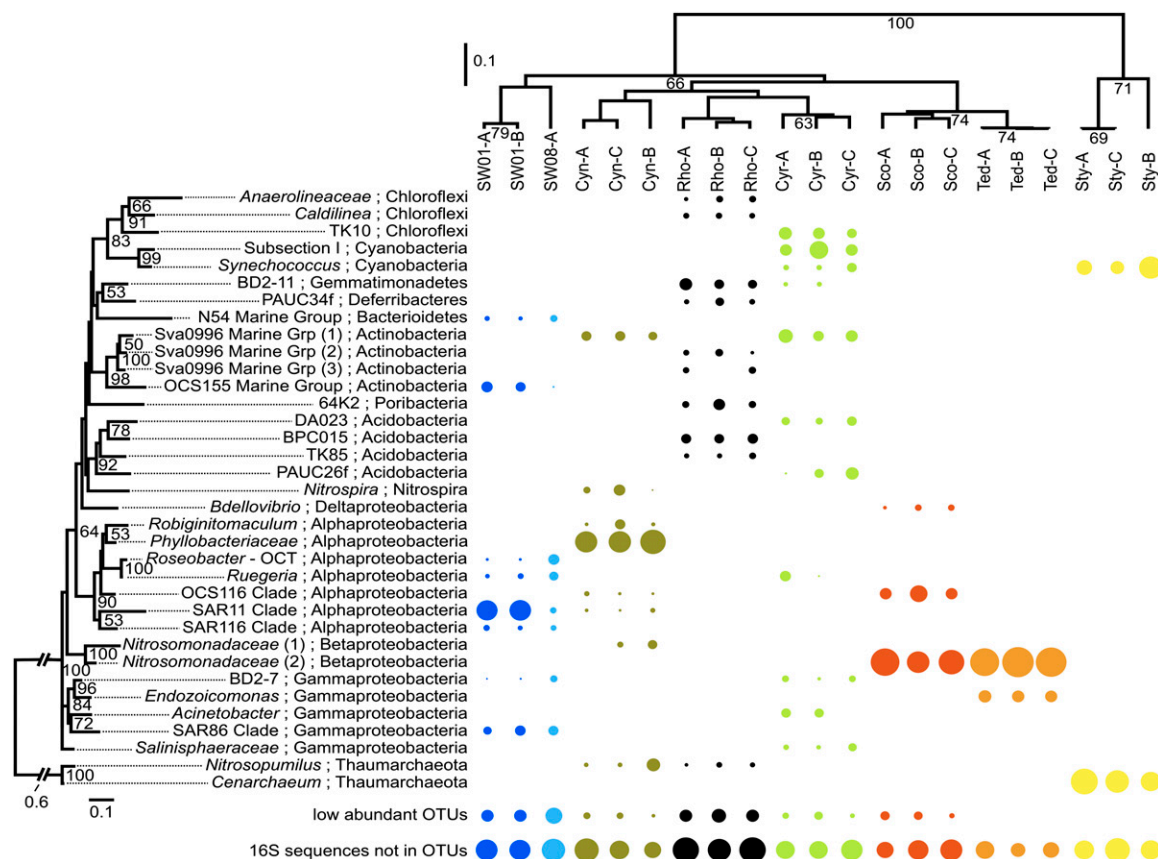 100
0.1
66
71
79
63
74
74
69
SW01-A
SW01-B
SW08-A
Cyn-A
Cyn-C
Cyn-B
Rho-A
Rho-B
Rho-C
Cyr-A
Cyr-B
Cyr-C
Sco-A
Sco-B
Sco-C
Ted-A
Ted-B
Ted-C
Sty-A
Sty-C
Sty-B
Anaerolineaceae ; Chloroflexi
66
Caldilinea ; Chloroflexi
91
TK10 ; Chloroflexi
83
Subsection I ; Cyanobacteria
99
Synechococcus ; Cyanobacteria
BD2-11 ; Gemmatimonadetes
53
PAUC34f ; Deferribacteres
N54 Marine Group ; Bacterioidetes
Sva0996 Marine Grp (1) ; Actinobacteria
50
Sva0996 Marine Grp (2) ; Actinobacteria
100
Sva0996 Marine Grp (3) ; Actinobacteria
98
OCS155 Marine Group ; Actinobacteria
64K2 ; Poribacteria
DA023 ; Acidobacteria
78
BPC015 ; Acidobacteria
TK85 ; Acidobacteria
92
PAUC26f ; Acidobacteria
Nitrospira ; Nitrospira
Bdellovibrio ; Deltaproteobacteria
64
Robiginitomaculum ; Alphaproteobacteria
53
Phyllobacteriaceae ; Alphaproteobacteria
Roseobacter - OCT ; Alphaproteobacteria
100
Ruegeria ; Alphaproteobacteria
OCS116 Clade ; Alphaproteobacteria
90
SAR11 Clade ; Alphaproteobacteria
53
SAR116 Clade ; Alphaproteobacteria
Nitrosomonadaceae (1) ; Betaproteobacteria
100
Nitrosomonadaceae (2) ; Betaproteobacteria
100
BD2-7 ; Gammaproteobacteria
96
Endozoicomonas ; Gammaproteobacteria
84
Acinetobacter ; Gammaproteobacteria
72
SAR86 Clade ; Gammaproteobacteria
Salinisphaeraceae ; Gammaproteobacteria
Nitrosopumilus ; Thaumarchaeota
100
Cenarchaeum ; Thaumarchaeota
0.6
0.1
low abundant OTUs
16S sequences not in OTUs